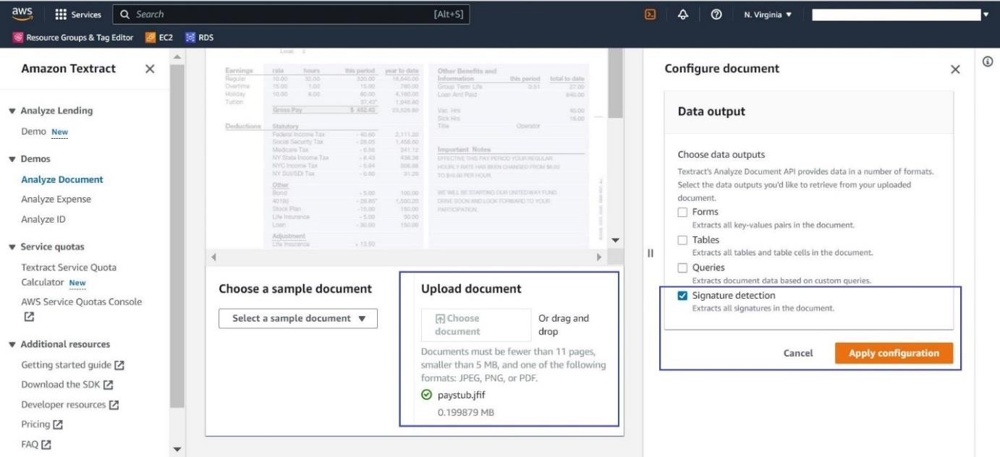 aws
Services
Search
[Alt+S]
N. Virginia
Resource Groups & Tag Editor
EC2
RDS
Amazon Textract
Analyze Lending
Demo New
Demos
Analyze Document
Analyze Expense
Analyze ID
Service quotas
Textract Service Quota
Calculator New
AWS Service Quotas Console
Additional resources
Getting started guide
Download the SDK
Developer resources
Pricing
FAQ
Earnings rate hours this period year to date
Regular 10.00 32.00 320.00 16,640.00
Overtime 15.00 1.00 15.00 780.00
Holiday 10.00 8.00 80.00 4,160.00
Tuition 37.43* 1,946.80
Gross Pay $ 452.43 23,526.80
Deductions Statutory
Federal Income Tax - 40.60 2,111.20
Social Security Tax - 28.05 1,458.60
Medicare Tax - 6.56 341.12
NY State Income Tax - 8.43 438.36
NYC Income Tax - 5.94 308.88
NY SUI/SDI Tax - 0.60 31.20
Other
Bond - 5.00 100.00
401(k) - 28.85* 1,500.20
Stock Plan -15.00 150.00
Life Insurance - 5.00 50.00
Loan - 30.00 150.00
Adjustment
Life Insurance + 13.50
Other Benefits and
Information this period total to date
Group Term Life 0.51 27.00
Loan Amt Paid 840.00
Vac Hrs 40.00
Sick Hrs 16.00
Title Operator
Important Notes
EFFECTIVE THIS PAY PERIOD YOUR REGULAR
HOURLY RATE HAS BEEN CHANGED FROM $8.00
TO $10.00 PER HOUR.
WE WILL BE STARTING OUR UNITED WAY FUND
DRIVE SOON AND LOOK FORWARD TO YOUR
PARTICIPATION.
Choose a sample document
Select a sample document
Upload document
Choose
document
Or drag and
drop
Documents must be fewer than 11 pages,
smaller than 5 MB, and one of the following
formats: JPEG, PNG, or PDF.
paystub.jfif
0.199879 MB
Configure document
Data output
Choose data outputs
Textract's Analyze Document API provides data in a number of formats.
Select the data outputs you'd like to retrieve from your uploaded
document.
Forms
Extracts all key-values pairs in the document.
Tables
Extracts all tables and table cells in the document.
Queries
Extracts document data based on custom queries.
Signature detection
Extracts all signatures in the document.
Cancel
Apply configuration